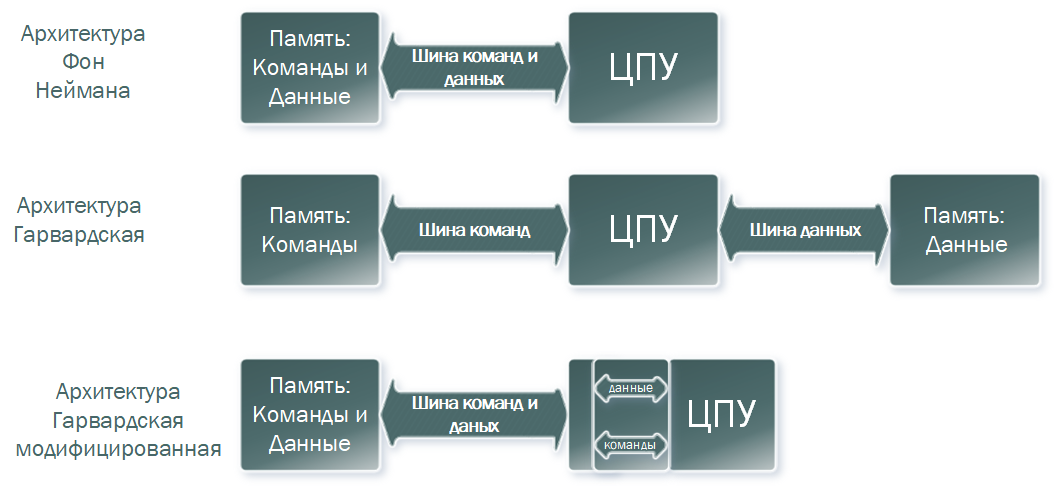 Архитектура
Фон
Неймана
Память:
Команды и
Данные
Шина команд и
данных
ЦПУ
Архитектура
Гарвардская
Память:
Команды
Шина команд
ЦПУ
Шина данных
Память:
Данные
Архитектура
Гарвардская
модифицированная
Память:
Команды и
Данные
Шина команд и
даных
данные
команды
ЦПУ